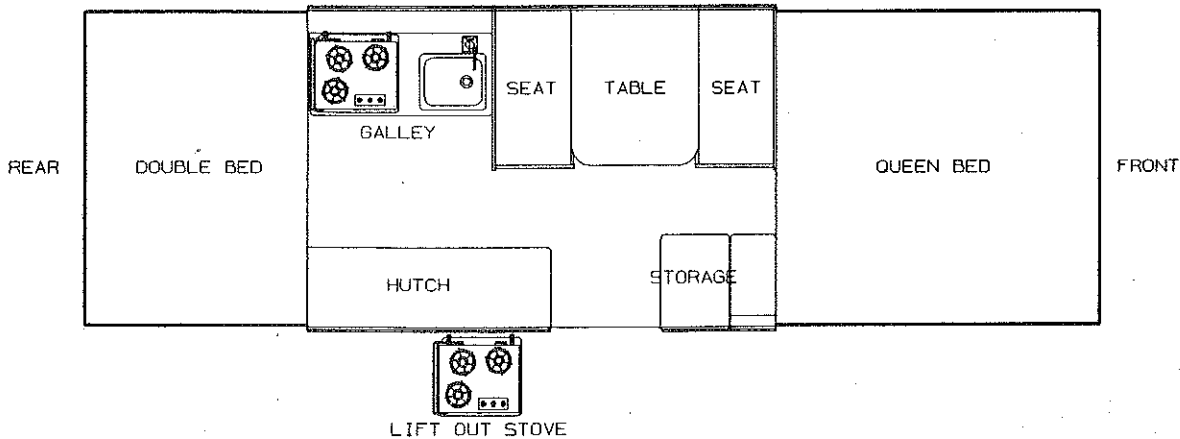 SEAT
TABLE
SEAT
GALLEY
REAR
DOUBLE BED
QUEEN BED
FRONT
STORAGE
HUTCH
LIFT OUT STOVE